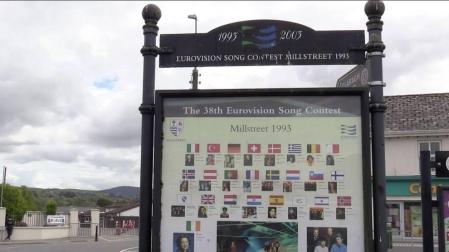 1993 2003
EUROVISION SONG CONTEST MILLSTREET 1993
The 38th Eurovision Song Contest
Millstreet 1993